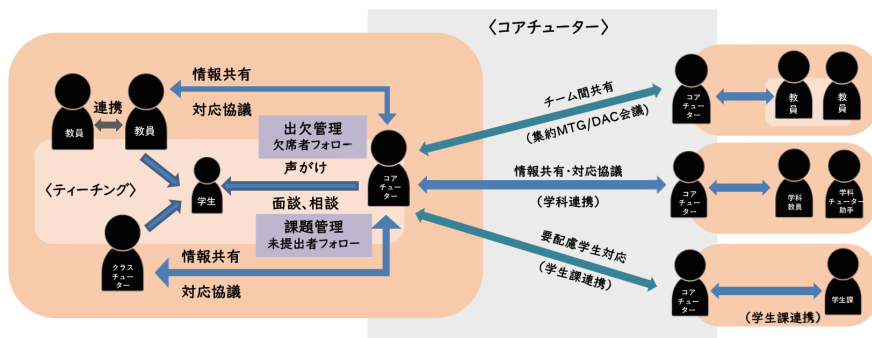 〈コアチューター〉
情報共有
対応協議
連携
教員
教員
出欠管理
欠席者フォロー
声がけ
コア
チュー
ター
〈ティーチング〉
学生
面談、相談
課題管理
未提出者フォロー
クラス
チュー
ター
情報共有
対応協議
チーム間共有
(集約MTG/DAC会議)
コア
チュー
ター
教員
教員
情報共有・対応協議
(学科連携)
コア
チュー
ター
学科
教員
学科
チューター
助手
要配慮学生対応
(学生課連携)
コア
チュー
ター
学生課
(学生課連携)